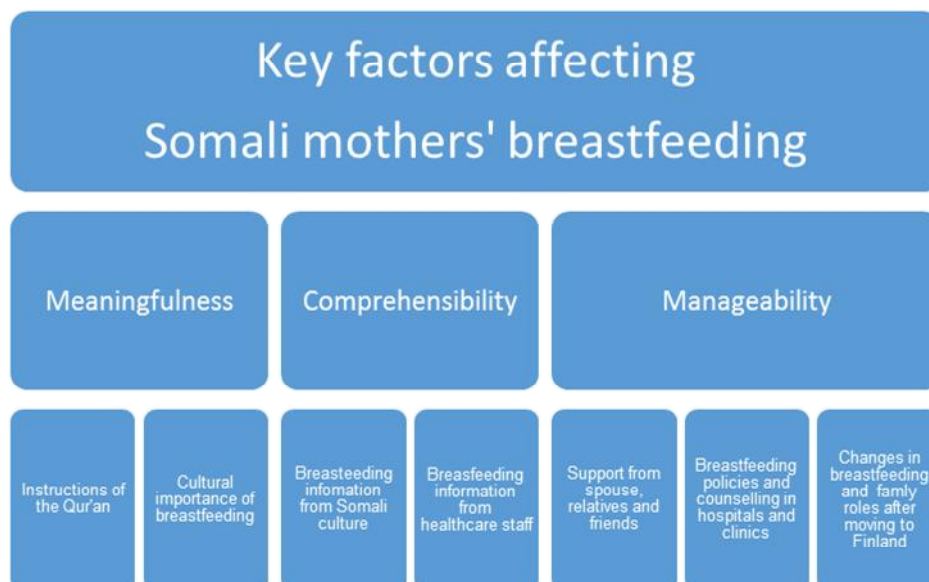 Key factors affecting
Somali mothers' breastfeeding
Meaningfulness
Comprehensibility
Manageability
Instructions of
the Qur'an
Cultural
importance of
breastfeeding
Breasteeding
infomation
from Somali
culture
Breasfeeding
information
from
healthcare staff
Support from
spouse,
relatives and
friends
Breastfeeding
policies and
counselling in
hospitals and
clinics
Changes in
breastfeeding
and famly
roles after
moving to
Finland